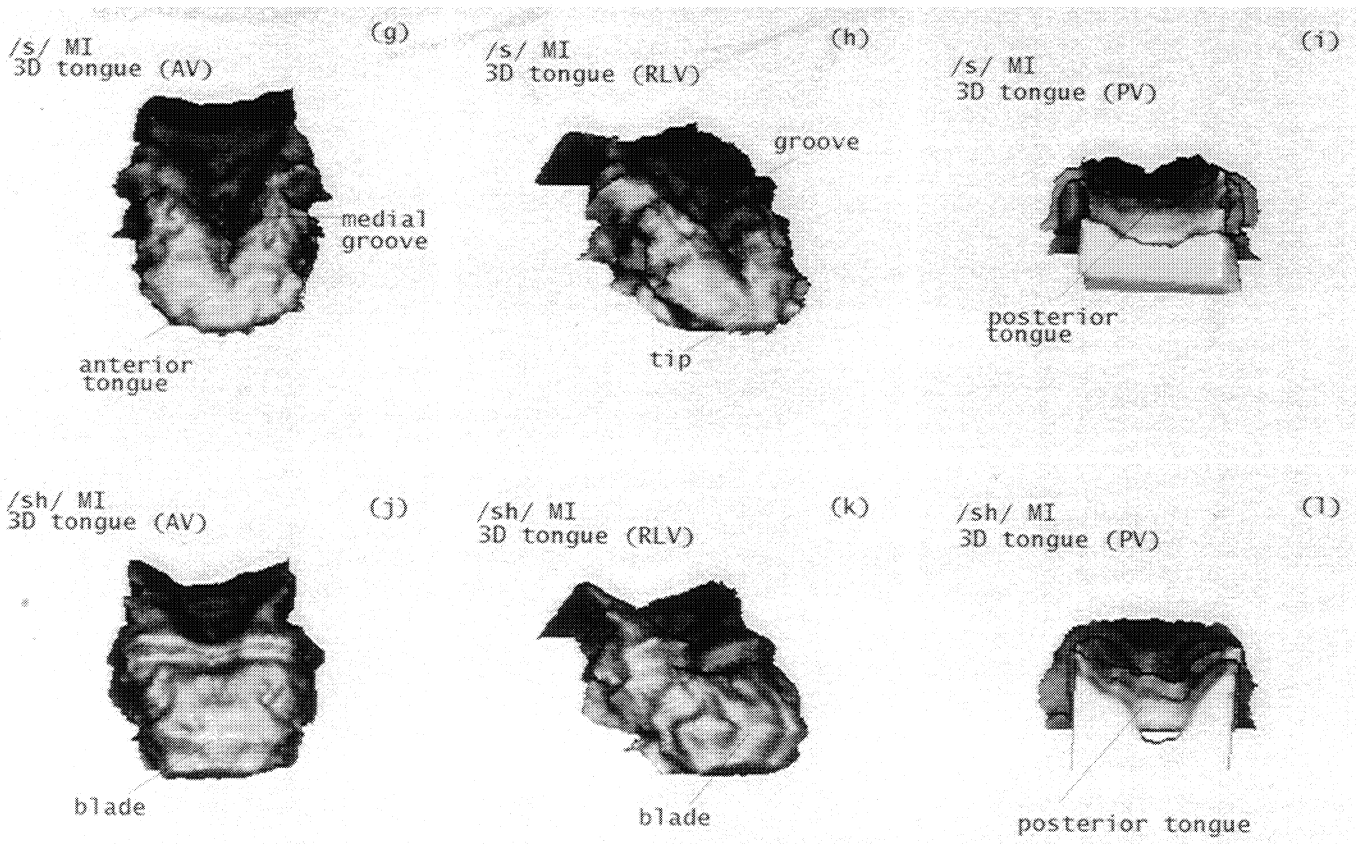 (g)
/s/ MI
3D tongue (AV)
medial
groove
anterior
tongue
(h)
/s/ MI
3D tongue (RLV)
groove
tip
(i)
/s/ MI
3D tongue (PV)
posterior
tongue
(j)
/sh/ MI
3D tongue (AV)
blade
(k)
/sh/ MI
3D tongue (RLV)
blade
(l)
/sh/ MI
3D tongue (PV)
posterior tongue